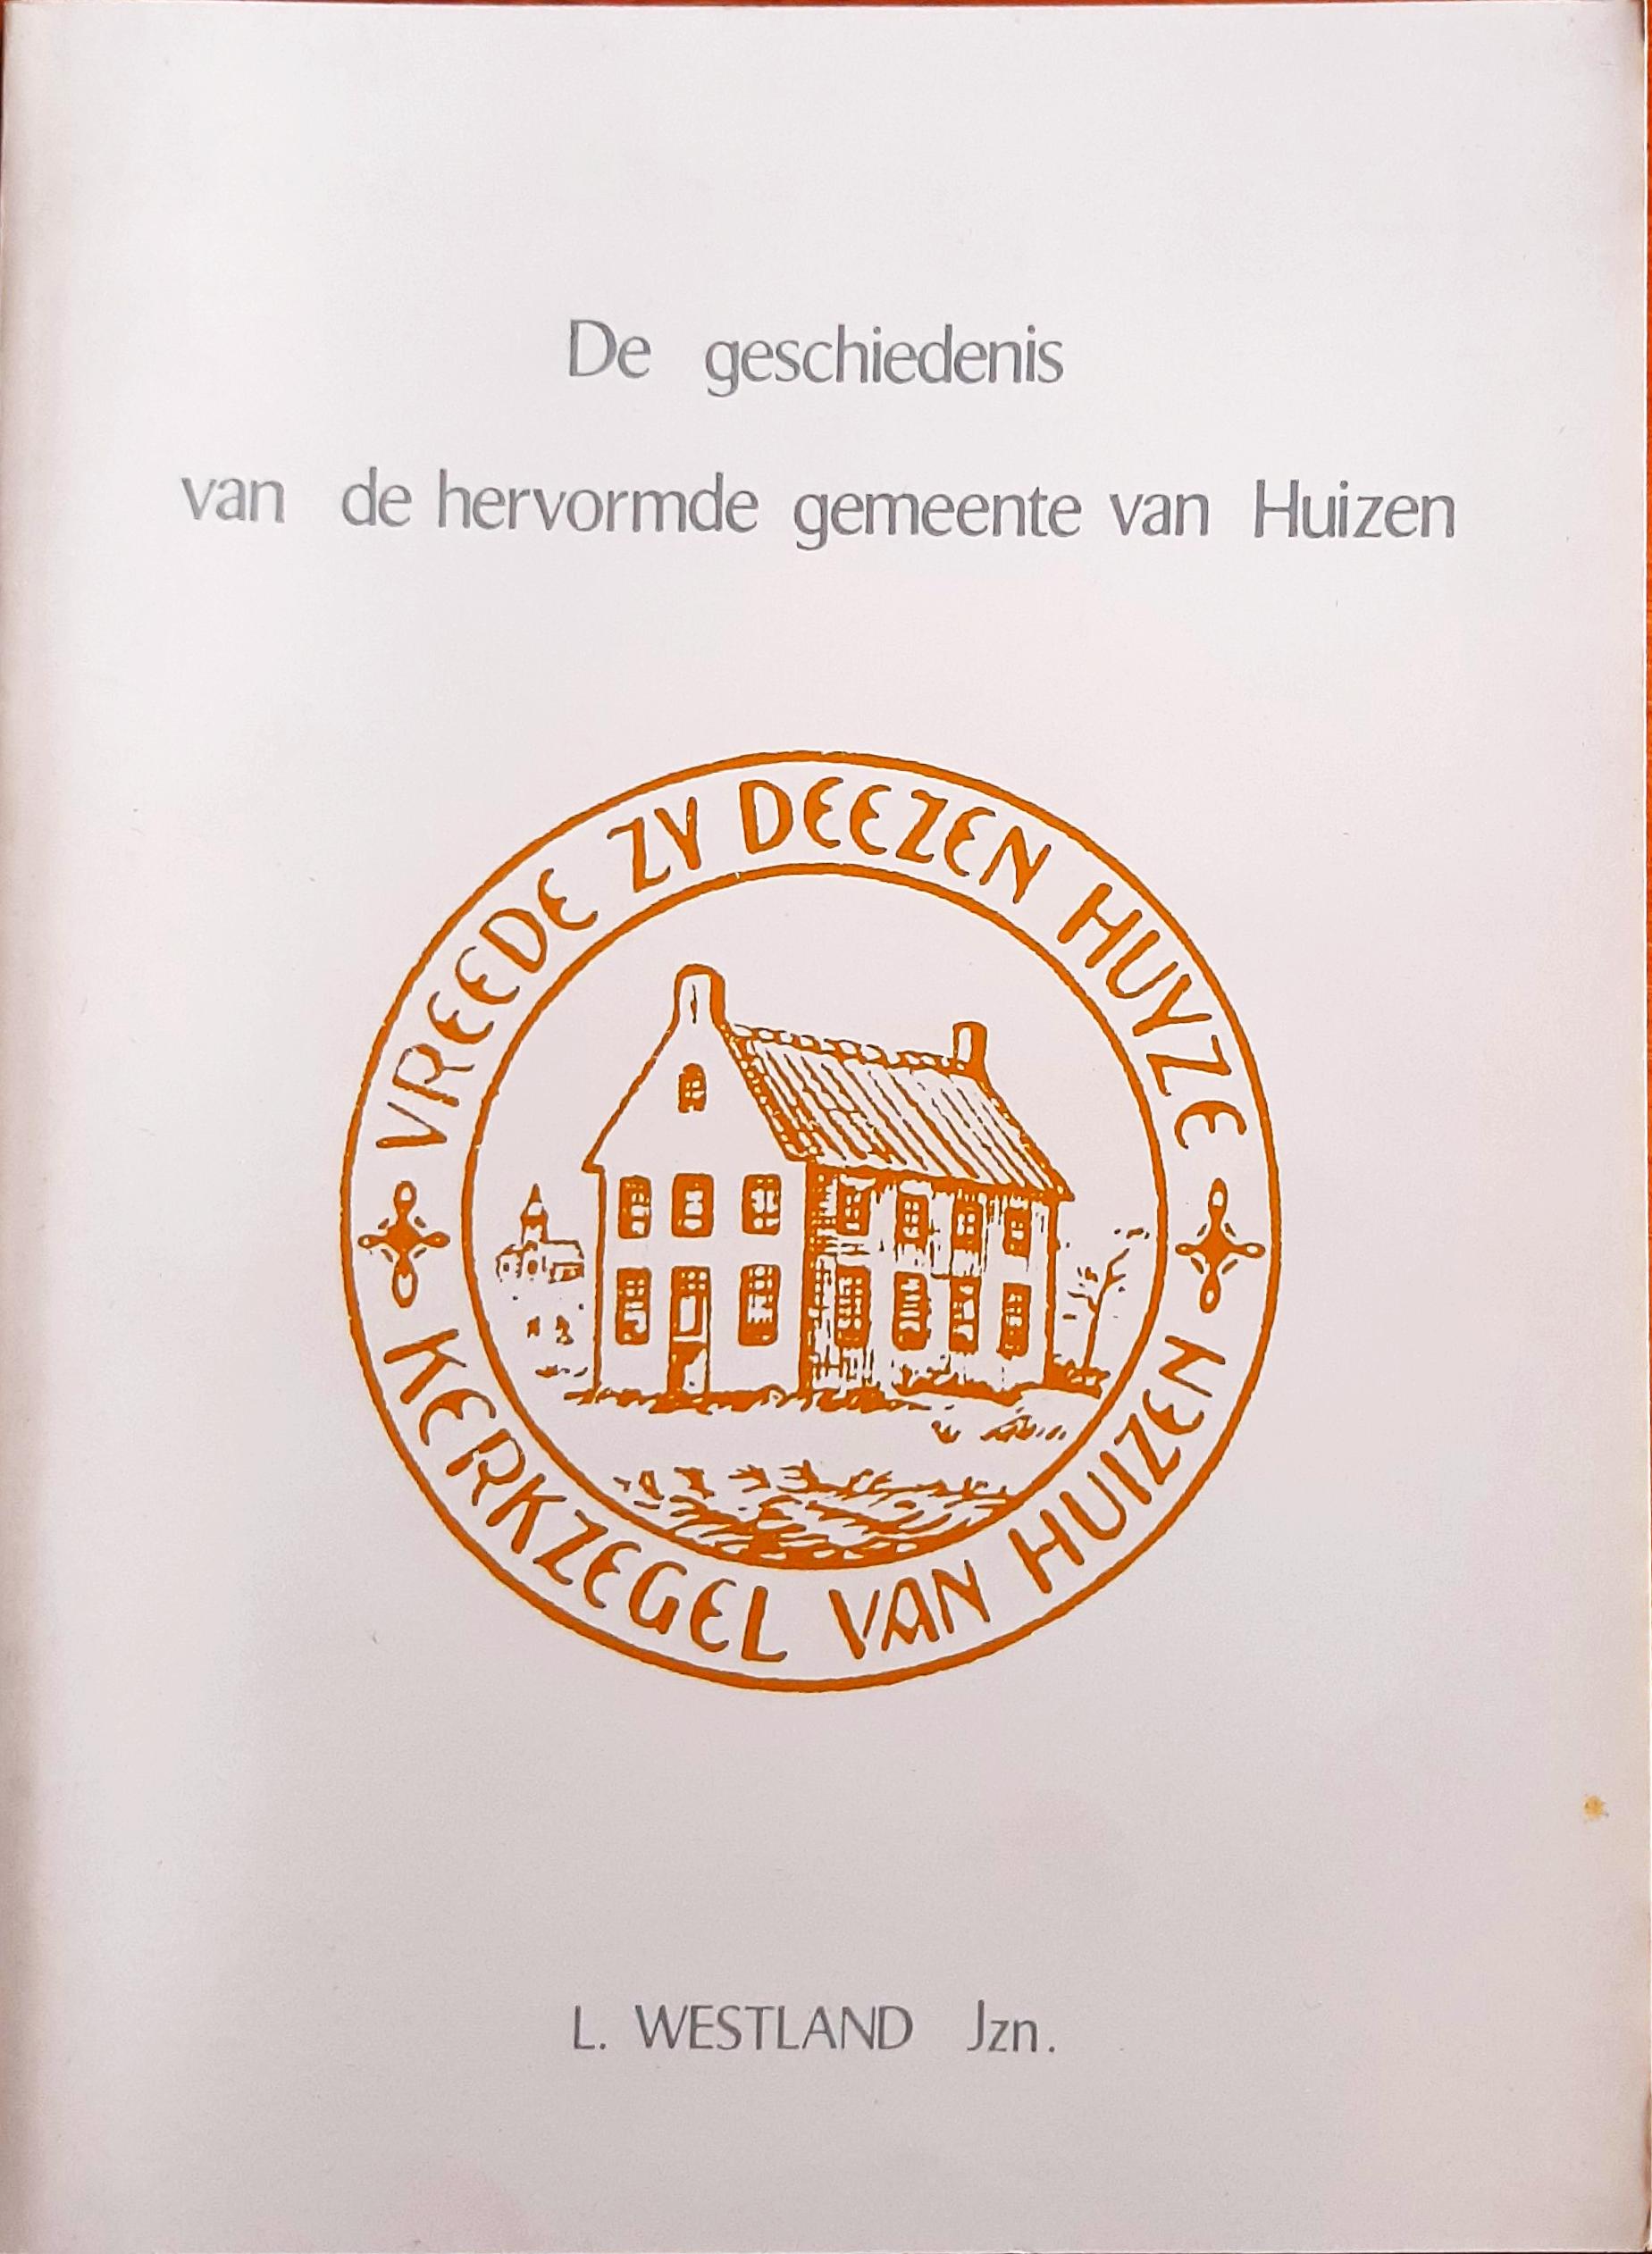 De geschiedenis
van de hervormde gemeente van Huizen
VREEDE ZY DEEZEN HUYZE
KERKZEGEL VAN HUIZEN
L. WESTLAND Jzn.